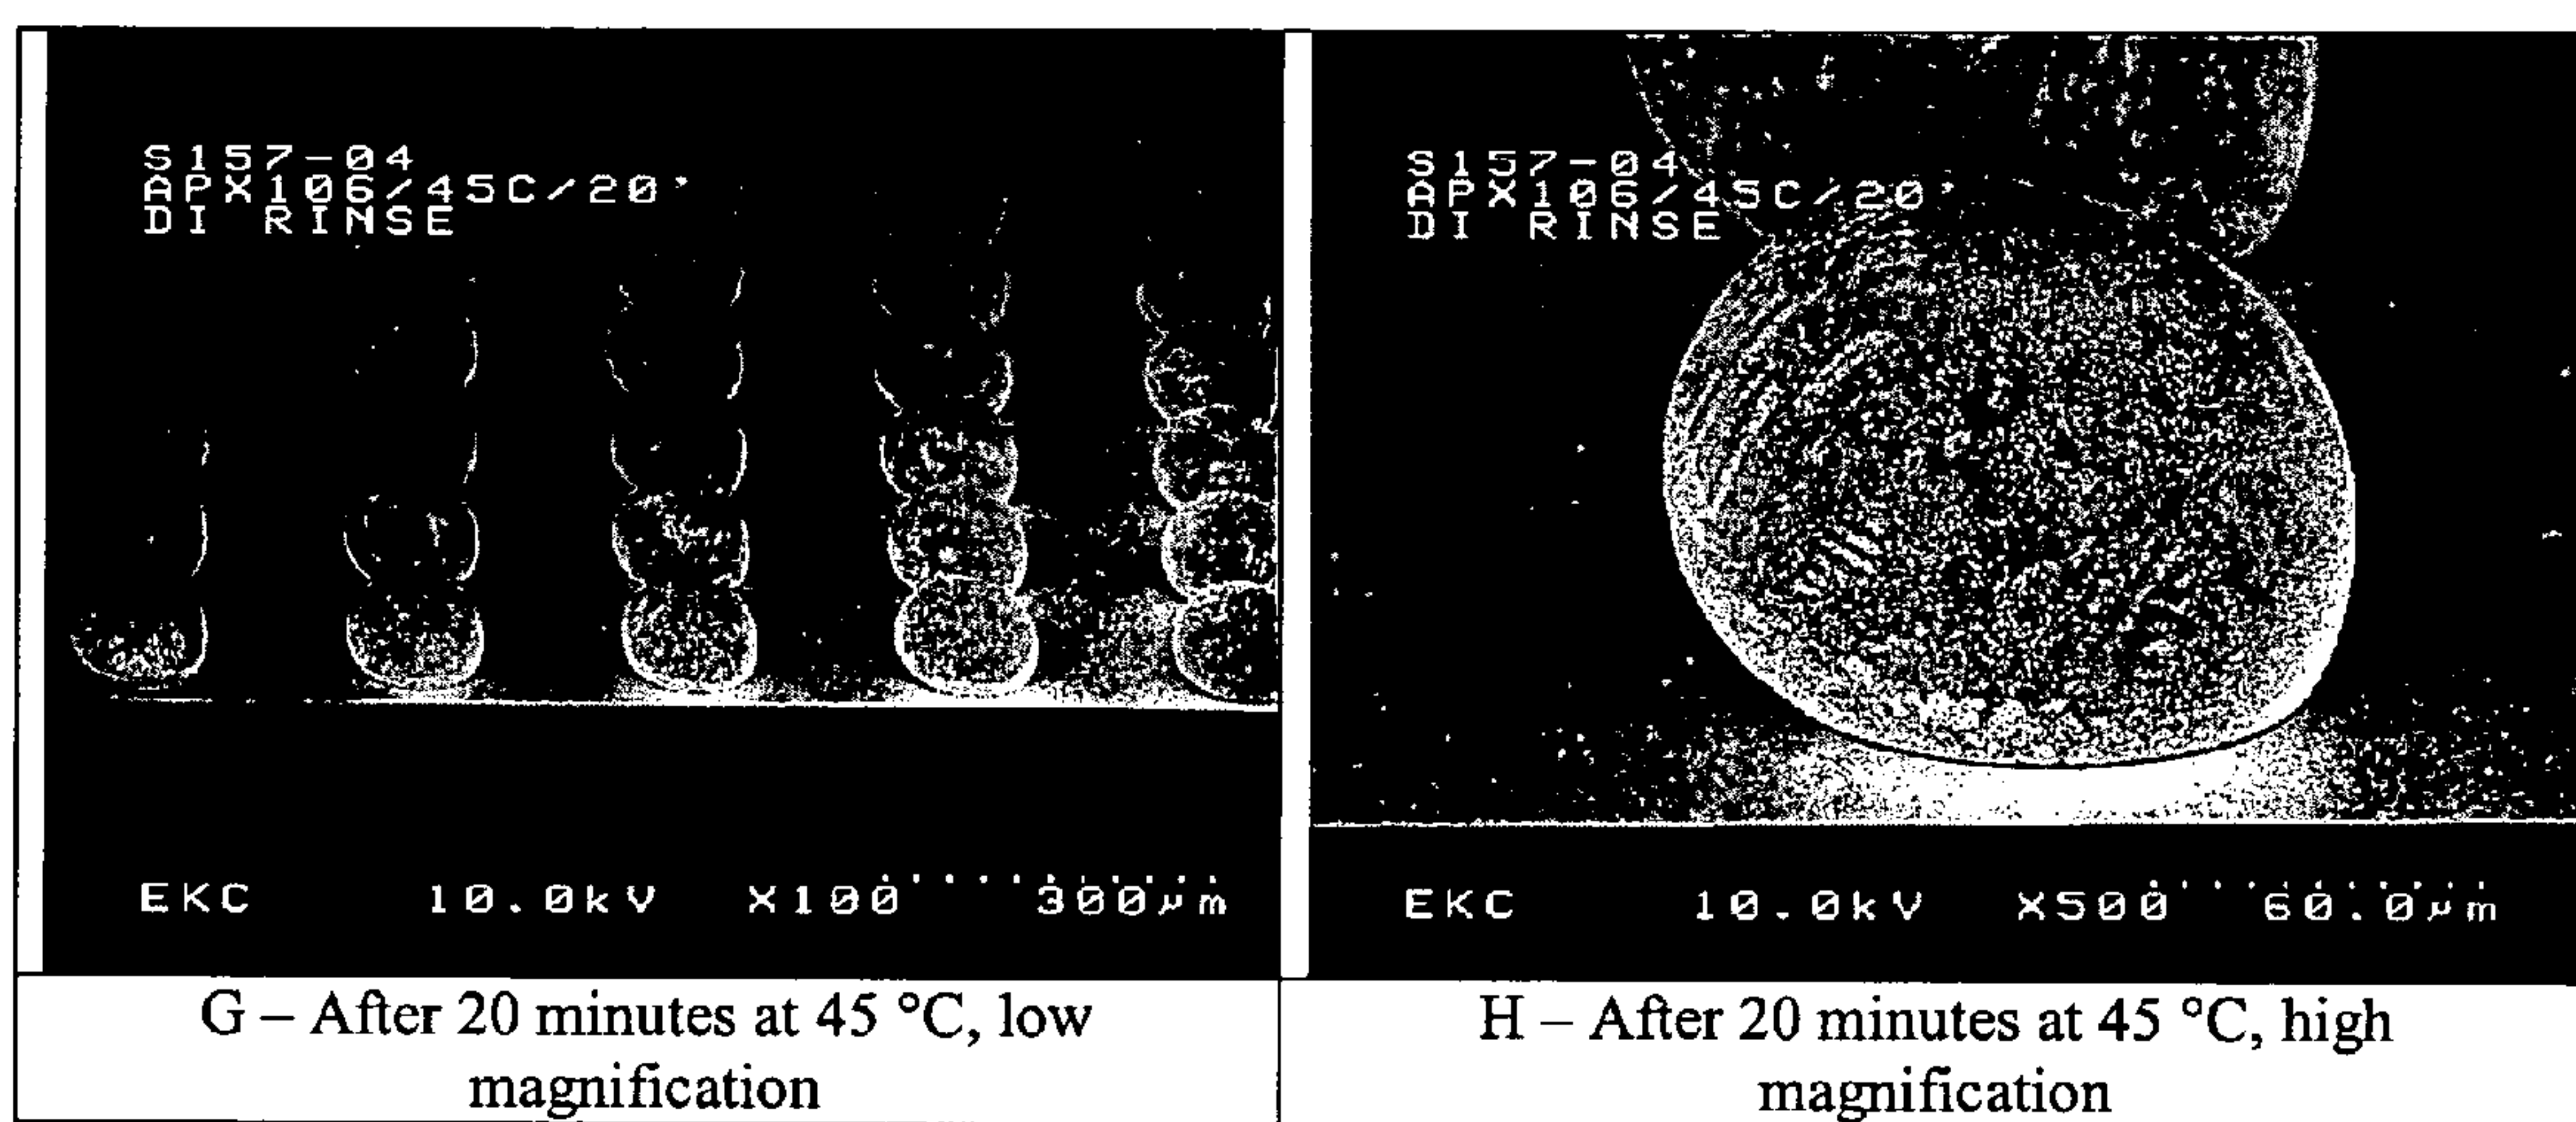 S157-04
APX106/45C/20'
DI RINSE
EKC 10.0kV X100 300μm
G – After 20 minutes at 45 °C, low
magnification
S157-04
APX106/45C/20'
DI RINSE
EKC 10.0kV X500 60.0μm
H – After 20 minutes at 45 °C, high
magnification